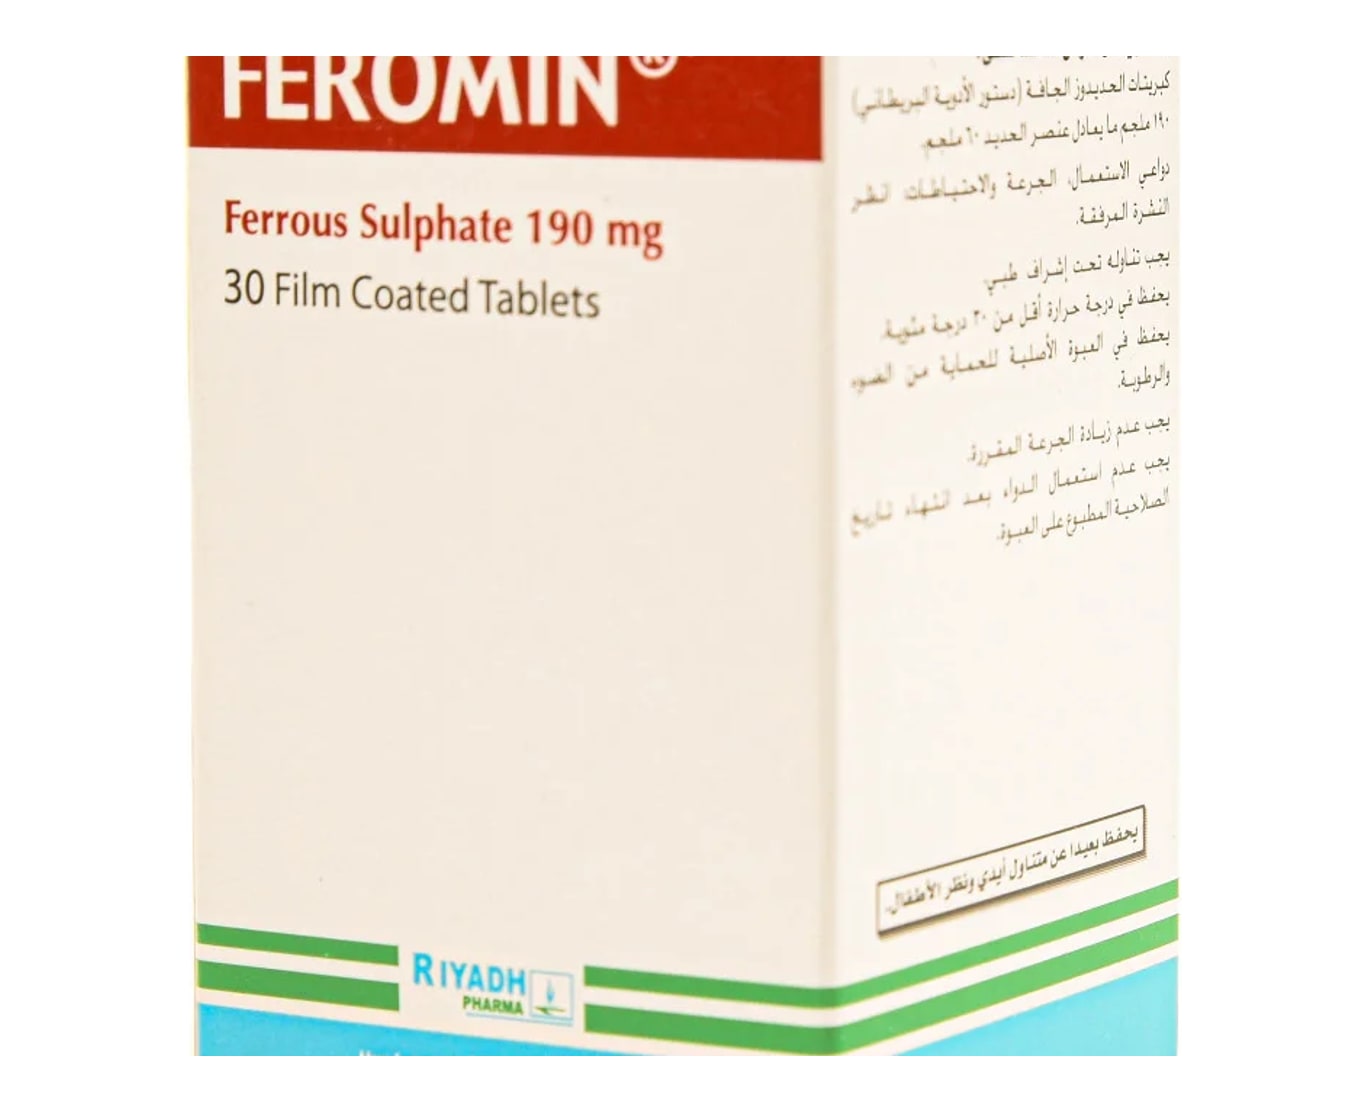 FEROMIN®
Ferrous Sulphate 190 mg
30 Film Coated Tablets
RIYADH
PHARMA
كبريتات الحديدوز الجافة (دستور الأدوية البريطاني)
١٩٠ ملجم ما يعادل عنصر الحديد ٦٠ ملجم.
دواعي الاستعمال، الجرعة والاحتياطات: انظر
النشرة المرفقة.
يجب تناوله تحت إشراف طبي.
يحفظ في درجة حرارة أقل من ٣٠ درجة مئوية.
يحفظ في العبوة الأصلية للحماية من الضوء
والرطوبة.
يجب عدم زيادة الجرعة المقررة.
يجب عدم استعمال الدواء بعد انتهاء تاريخ
الصلاحية المطبوع على العبوة.
يحفظ بعيدا عن متناول أيدي ونظر الأطفال.